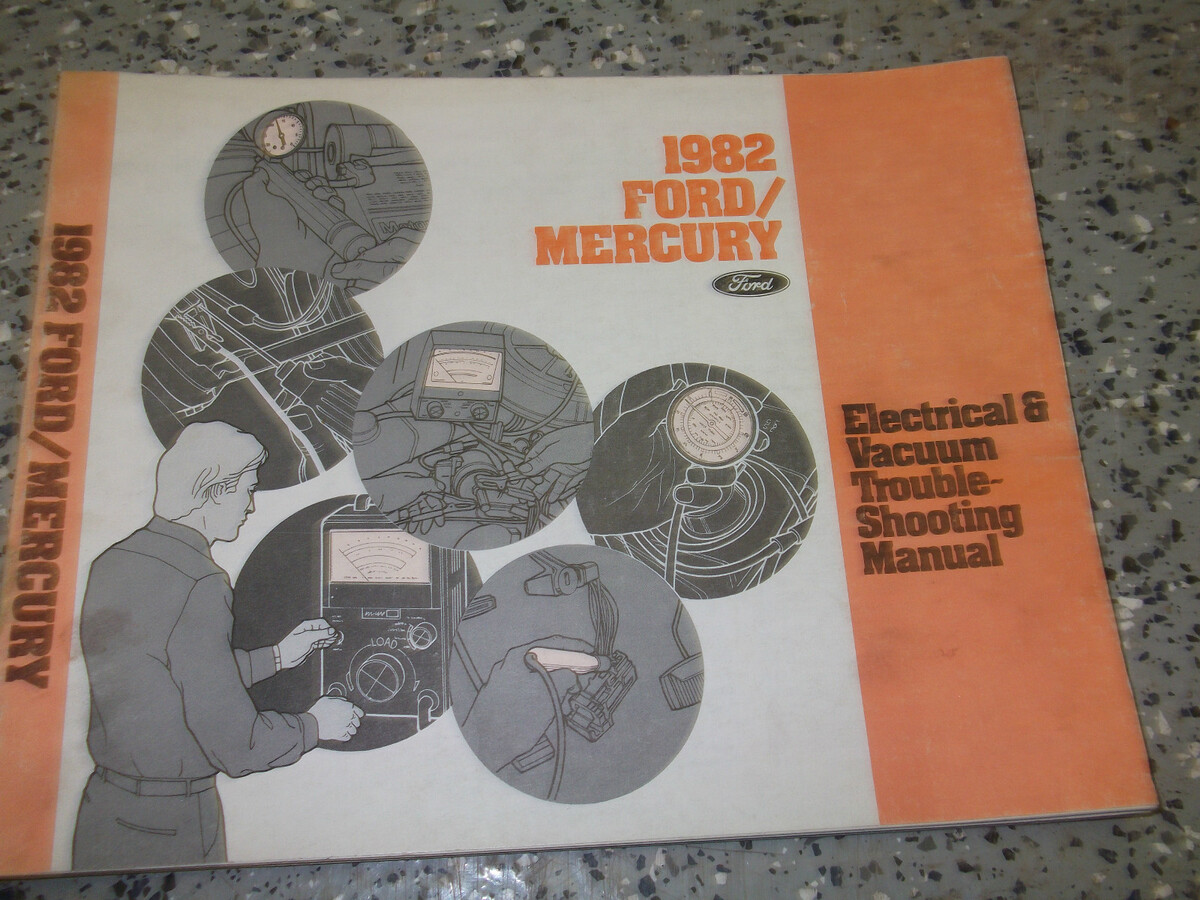 1982 FORD/MERCURY
1982
FORD/
MERCURY
Ford
Electrical &
Vacuum
Trouble-
Shooting
Manual
LOAD